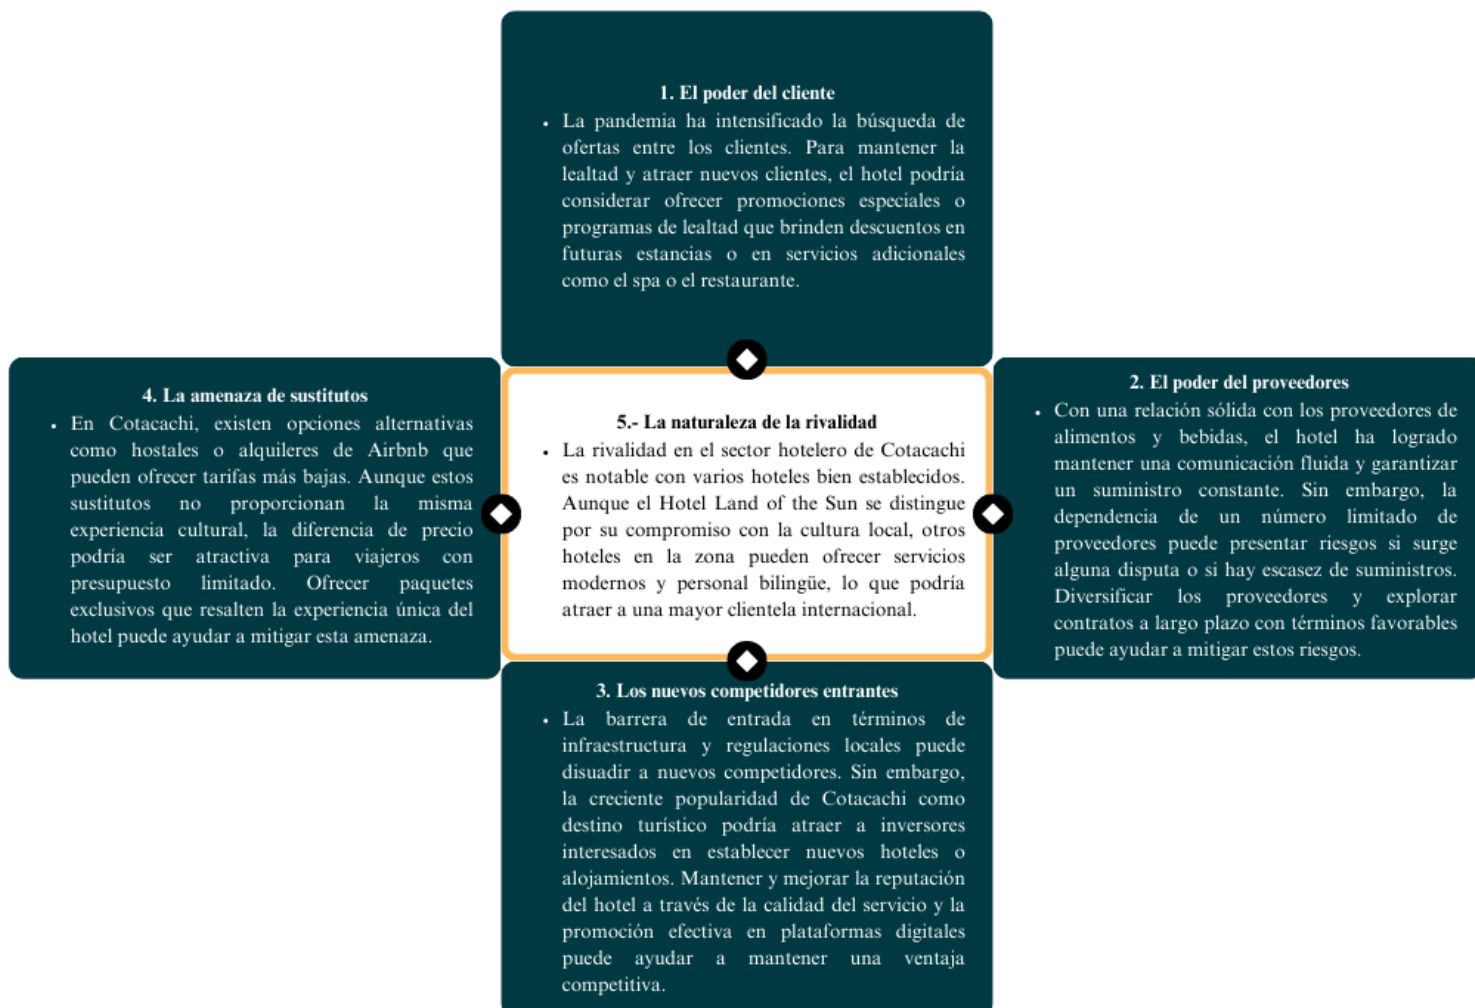 1. El poder del cliente
• La pandemia ha intensificado la búsqueda de
ofertas entre los clientes. Para mantener la
lealtad y atraer nuevos clientes, el hotel podría
considerar ofrecer promociones especiales o
programas de lealtad que brinden descuentos en
futuras estancias o en servicios adicionales
como el spa o el restaurante.
4. La amenaza de sustitutos
• En Cotacachi, existen opciones alternativas
como hostales o alquileres de Airbnb que
pueden ofrecer tarifas más bajas. Aunque estos
sustitutos no proporcionan la misma
experiencia cultural, la diferencia de precio
podría ser atractiva para viajeros con
presupuesto limitado. Ofrecer paquetes
exclusivos que resalten la experiencia única del
hotel puede ayudar a mitigar esta amenaza.
5.- La naturaleza de la rivalidad
• La rivalidad en el sector hotelero de Cotacachi
es notable con varios hoteles bien establecidos.
Aunque el Hotel Land of the Sun se distingue
por su compromiso con la cultura local, otros
hoteles en la zona pueden ofrecer servicios
modernos y personal bilingüe, lo que podría
atraer a una mayor clientela internacional.
2. El poder del proveedores
• Con una relación sólida con los proveedores de
alimentos y bebidas, el hotel ha logrado
mantener una comunicación fluida y garantizar
un suministro constante. Sin embargo, la
dependencia de un número limitado de
proveedores puede presentar riesgos si surge
alguna disputa o si hay escasez de suministros.
Diversificar los proveedores y explorar
contratos a largo plazo con términos favorables
puede ayudar a mitigar estos riesgos.
3. Los nuevos competidores entrantes
• La barrera de entrada en términos de
infraestructura y regulaciones locales puede
disuadir a nuevos competidores. Sin embargo,
la creciente popularidad de Cotacachi como
destino turístico podría atraer a inversores
interesados en establecer nuevos hoteles o
alojamientos. Mantener y mejorar la reputación
del hotel a través de la calidad del servicio y la
promoción efectiva en plataformas digitales
puede ayudar a mantener una ventaja
competitiva.